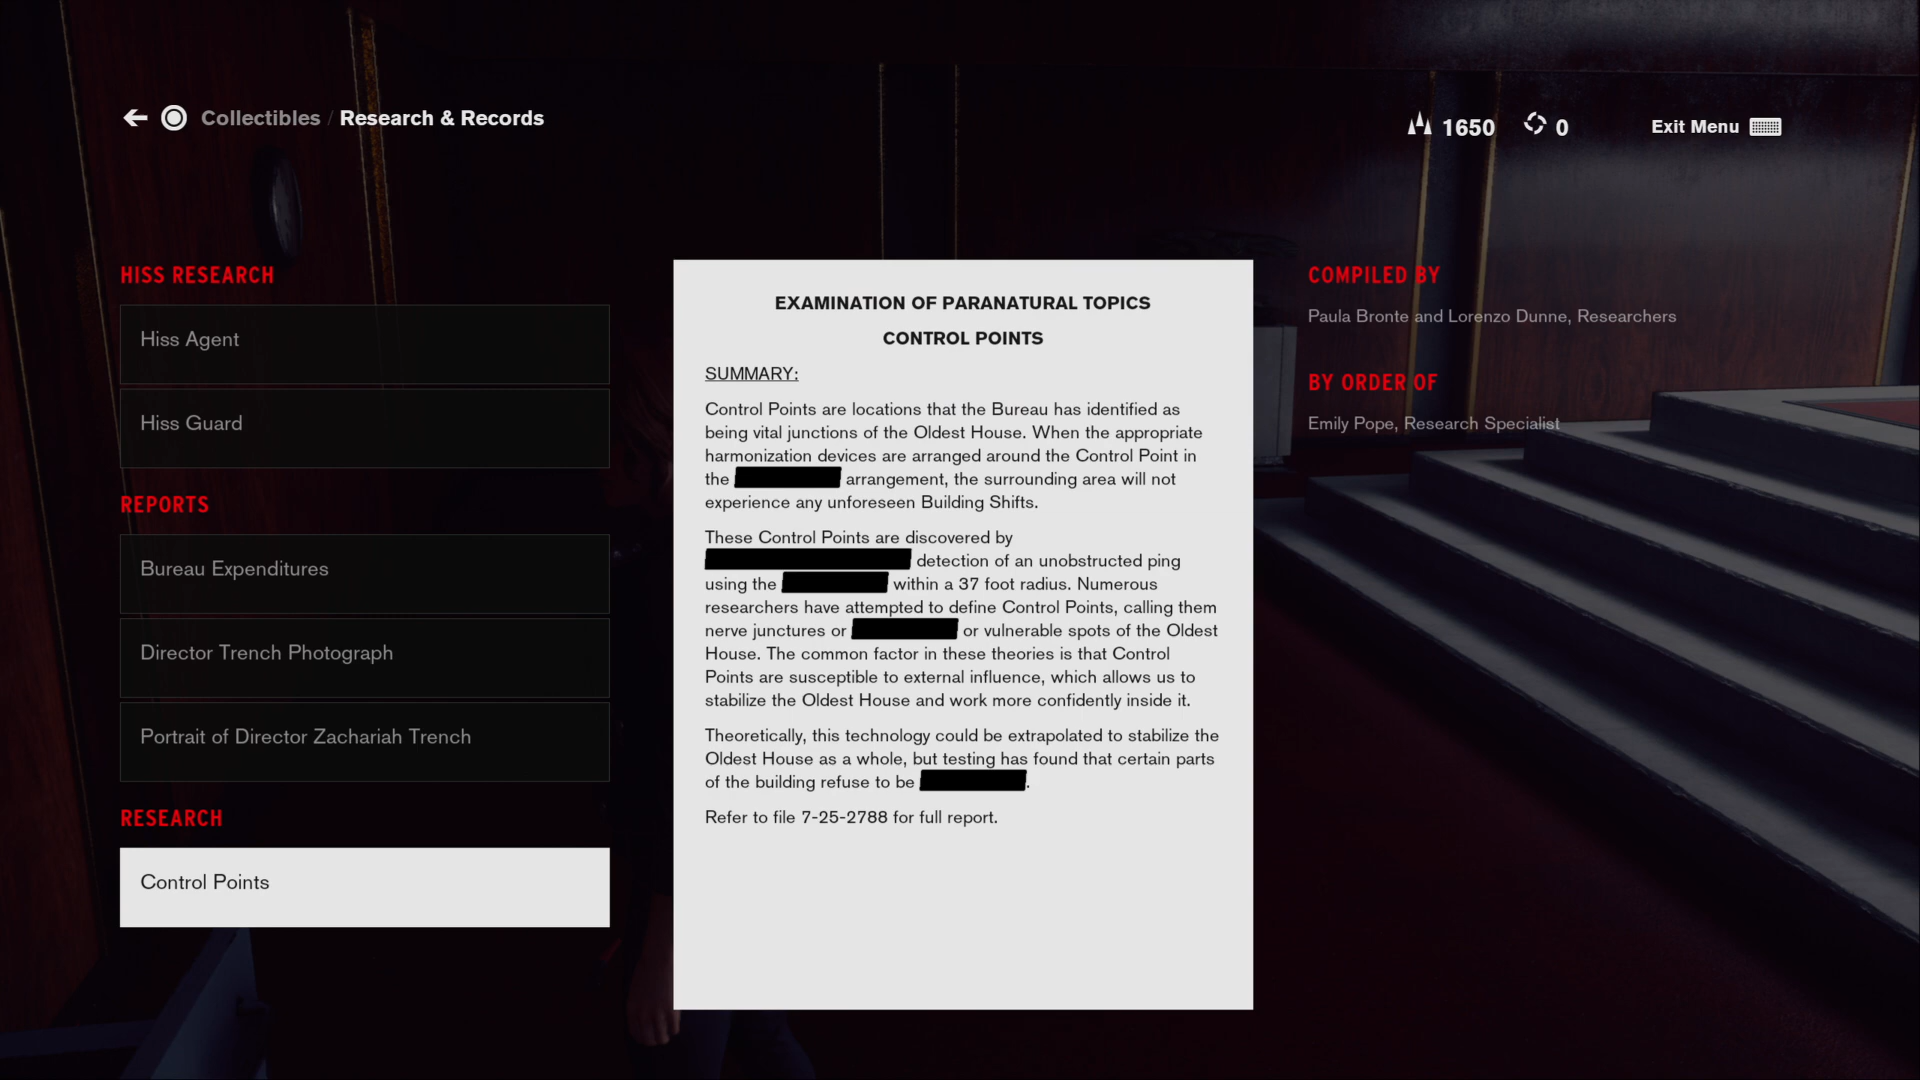 Collectibles / Research & Records
1650
0
Exit Menu
HISS RESEARCH
Hiss Agent
Hiss Guard
REPORTS
Bureau Expenditures
Director Trench Photograph
Portrait of Director Zachariah Trench
RESEARCH
Control Points
EXAMINATION OF PARANATURAL TOPICS
CONTROL POINTS
SUMMARY:
Control Points are locations that the Bureau has identified as
being vital junctions of the Oldest House. When the appropriate
harmonization devices are arranged around the Control Point in
the arrangement, the surrounding area will not
experience any unforeseen Building Shifts.
These Control Points are discovered by
detection of an unobstructed ping
using the within a 37 foot radius. Numerous
researchers have attempted to define Control Points, calling them
nerve junctures or or vulnerable spots of the Oldest
House. The common factor in these theories is that Control
Points are susceptible to external influence, which allows us to
stabilize the Oldest House and work more confidently inside it.
Theoretically, this technology could be extrapolated to stabilize the
Oldest House as a whole, but testing has found that certain parts
of the building refuse to be .
Refer to file 7-25-2788 for full report.
COMPILED BY
Paula Bronte and Lorenzo Dunne, Researchers
BY ORDER OF
Emily Pope, Research Specialist